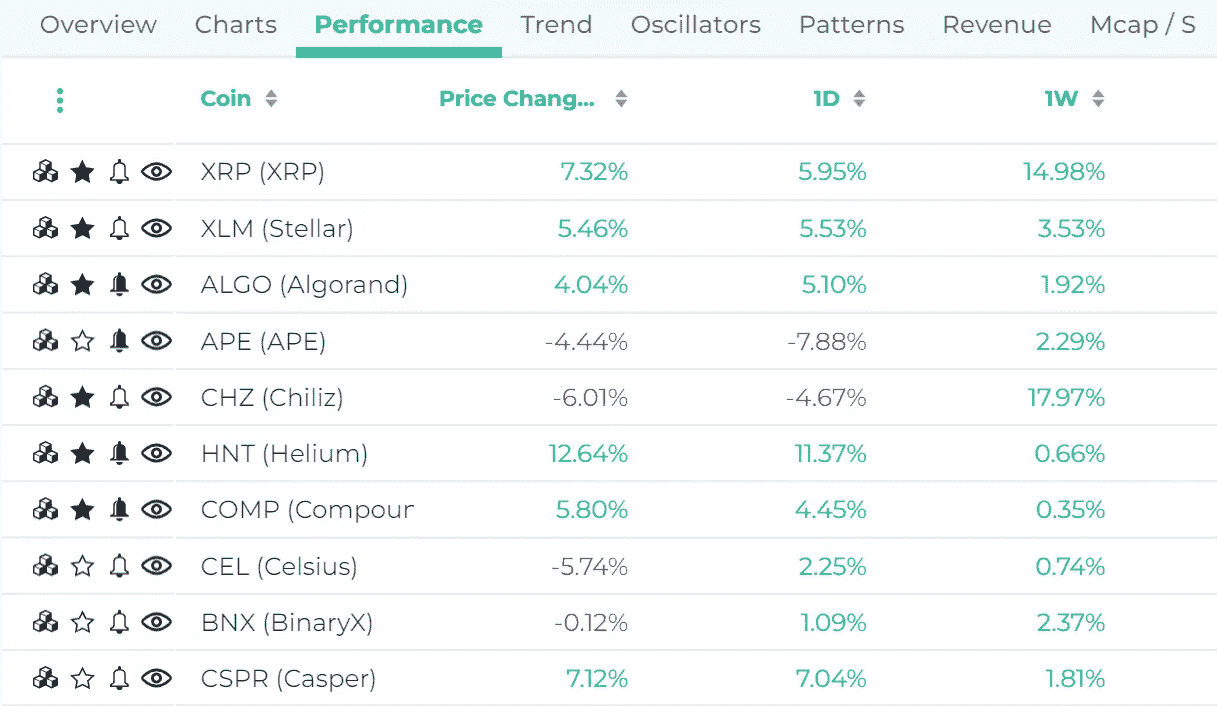 Overview Charts Performance Trend Oscillators Patterns Revenue Mcap / S
Coin Price Chang... 1D 1W
XRP (XRP) 7.32% 5.95% 14.98%
XLM (Stellar) 5.46% 5.53% 3.53%
ALGO (Algorand) 4.04% 5.10% 1.92%
APE (APE) -4.44% -7.88% 2.29%
CHZ (Chiliz) -6.01% -4.67% 17.97%
HNT (Helium) 12.64% 11.37% 0.66%
COMP (Compour 5.80% 4.45% 0.35%
CEL (Celsius) -5.74% 2.25% 0.74%
BNX (BinaryX) -0.12% 1.09% 2.37%
CSPR (Casper) 7.12% 7.04% 1.81%